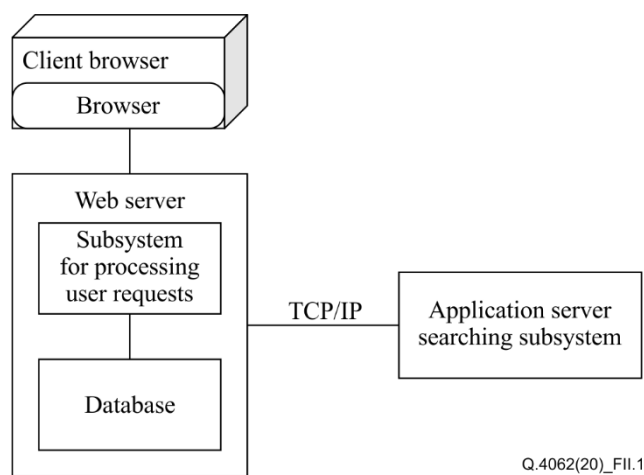 Client browser
Browser
Web server
Subsystem
for processing
user requests
TCP/IP
Application server
searching subsystem
Database
Q.4062(20)_FII.1